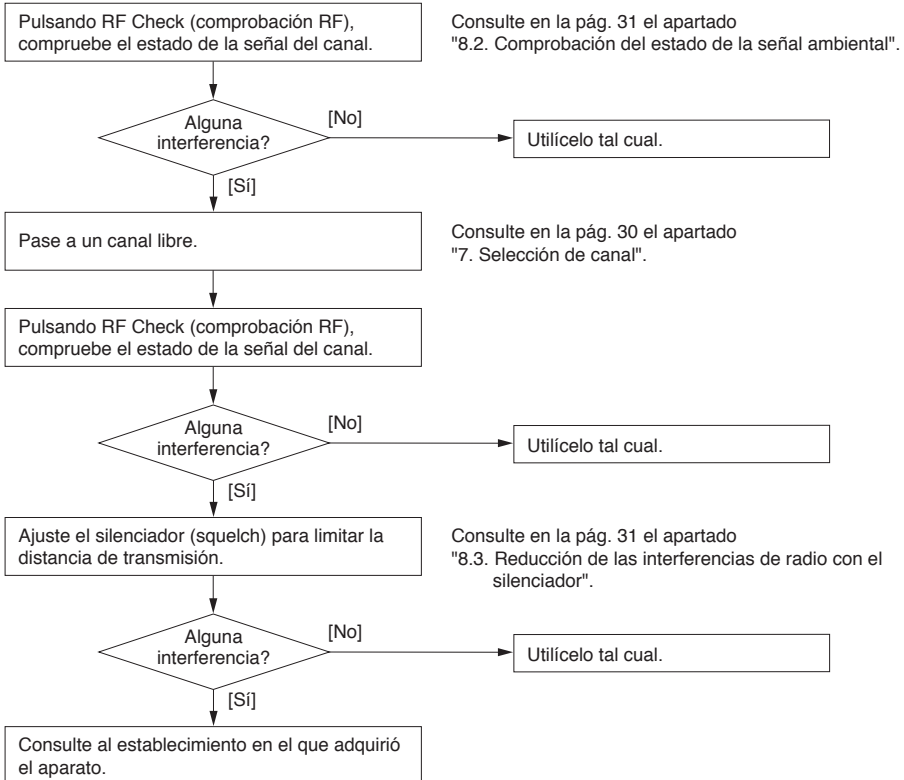 Pulsando RF Check (comprobación RF),
compruebe el estado de la señal del canal.
Consulte en la pág. 31 el apartado
"8.2. Comprobación del estado de la señal ambiental".
Alguna
interferencia?
[No]
Utilícelo tal cual.
[Sí]
Pase a un canal libre.
Consulte en la pág. 30 el apartado
"7. Selección de canal".
Pulsando RF Check (comprobación RF),
compruebe el estado de la señal del canal.
Alguna
interferencia?
[No]
Utilícelo tal cual.
[Sí]
Ajuste el silenciador (squelch) para limitar la
distancia de transmisión.
Consulte en la pág. 31 el apartado
"8.3. Reducción de las interferencias de radio con el
silenciador".
Alguna
interferencia?
[No]
Utilícelo tal cual.
[Sí]
Consulte al establecimiento en el que adquirió
el aparato.